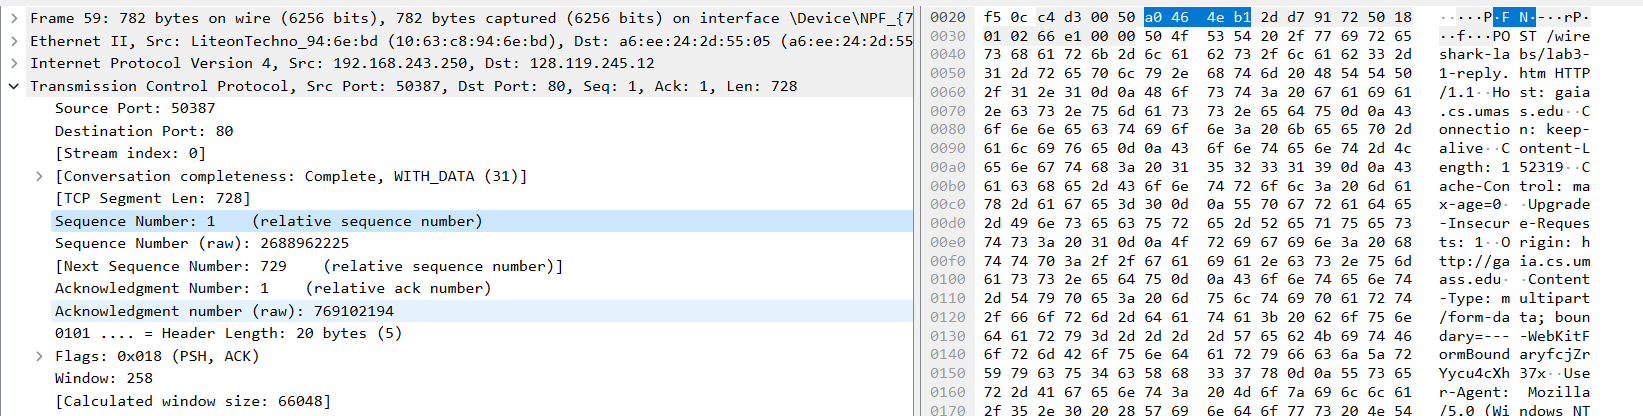 Frame 59: 782 bytes on wire (6256 bits), 782 bytes captured (6256 bits) on interface \Device\NPF_{7
Ethernet II, Src: LiteonTechno_94:6e:bd (10:63:c8:94:6e:bd), Dst: a6:ee:24:2d:55:05 (a6:ee:24:2d:55
Internet Protocol Version 4, Src: 192.168.243.250, Dst: 128.119.245.12
Transmission Control Protocol, Src Port: 50387, Dst Port: 80, Seq: 1, Ack: 1, Len: 728
Source Port: 50387
Destination Port: 80
[Stream index: 0]
[Conversation completeness: Complete, WITH_DATA (31)]
[TCP Segment Len: 728]
Sequence Number: 1    (relative sequence number)
Sequence Number (raw): 2688962225
[Next Sequence Number: 729    (relative sequence number)]
Acknowledgment Number: 1    (relative ack number)
Acknowledgment number (raw): 769102194
0101 .... = Header Length: 20 bytes (5)
Flags: 0x018 (PSH, ACK)
Window: 258
[Calculated window size: 66048]
0020 f5 0c c4 d3 00 50 a0 46 4e b1 2d d7 91 72 50 18 ·····P·F N·-··rP·
0030 01 02 66 e1 00 00 50 4f 53 54 20 2f 77 69 72 65 ··f···PO ST /wire
0040 73 68 61 72 6b 2d 6c 61 62 73 2f 6c 61 62 33 2d shark-la bs/lab3-
0050 31 2d 72 65 70 6c 79 2e 68 74 6d 20 48 54 54 50 1-reply. htm HTTP
0060 2f 31 2e 31 0d 0a 48 6f 73 74 3a 20 67 61 69 61 /1.1··Ho st: gaia
0070 2e 63 73 2e 75 6d 61 73 73 2e 65 64 75 0d 0a 43 .cs.umas s.edu··C
0080 6f 6e 6e 65 63 74 69 6f 6e 3a 20 6b 65 65 70 2d onnectio n: keep-
0090 61 6c 69 76 65 0d 0a 43 6f 6e 74 65 6e 74 2d 4c alive··C ontent-L
00a0 65 6e 67 74 68 3a 20 31 35 32 33 31 39 0d 0a 43 ength: 1 52319··C
00b0 61 63 68 65 2d 43 6f 6e 74 72 6f 6c 3a 20 6d 61 ache-Con trol: ma
00c0 78 2d 61 67 65 3d 30 0d 0a 55 70 67 72 61 64 65 x-age=0· ·Upgrade
00d0 2d 49 6e 73 65 63 75 72 65 2d 52 65 71 75 65 73 -Insecur e-Reques
00e0 74 73 3a 20 31 0d 0a 4f 72 69 67 69 6e 3a 20 68 ts: 1··O rigin: h
00f0 74 74 70 3a 2f 2f 67 61 69 61 2e 63 73 2e 75 6d ttp://ga ia.cs.um
0100 61 73 73 2e 65 64 75 0d 0a 43 6f 6e 74 65 6e 74 ass.edu· ·Content
0110 2d 54 79 70 65 3a 20 6d 75 6c 74 69 70 61 72 74 -Type: m ultipart
0120 2f 66 6f 72 6d 2d 64 61 74 61 3b 20 62 6f 75 6e /form-da ta; boun
0130 64 61 72 79 3d 2d 2d 2d 2d 57 65 62 4b 69 74 46 dary=--- -WebKitF
0140 6f 72 6d 42 6f 75 6e 64 61 72 79 66 63 6a 5a 72 ormBound aryfcjZr
0150 59 79 63 75 34 63 58 68 33 37 78 0d 0a 55 73 65 Yycu4cXh 37x··Use
0160 72 2d 41 67 65 6e 74 3a 20 4d 6f 7a 69 6c 6c 61 r-Agent: Mozilla
0170 2f 35 2e 30 20 28 57 69 6e 64 6f 77 73 20 4e 54 /5.0 (Wi ndows NT